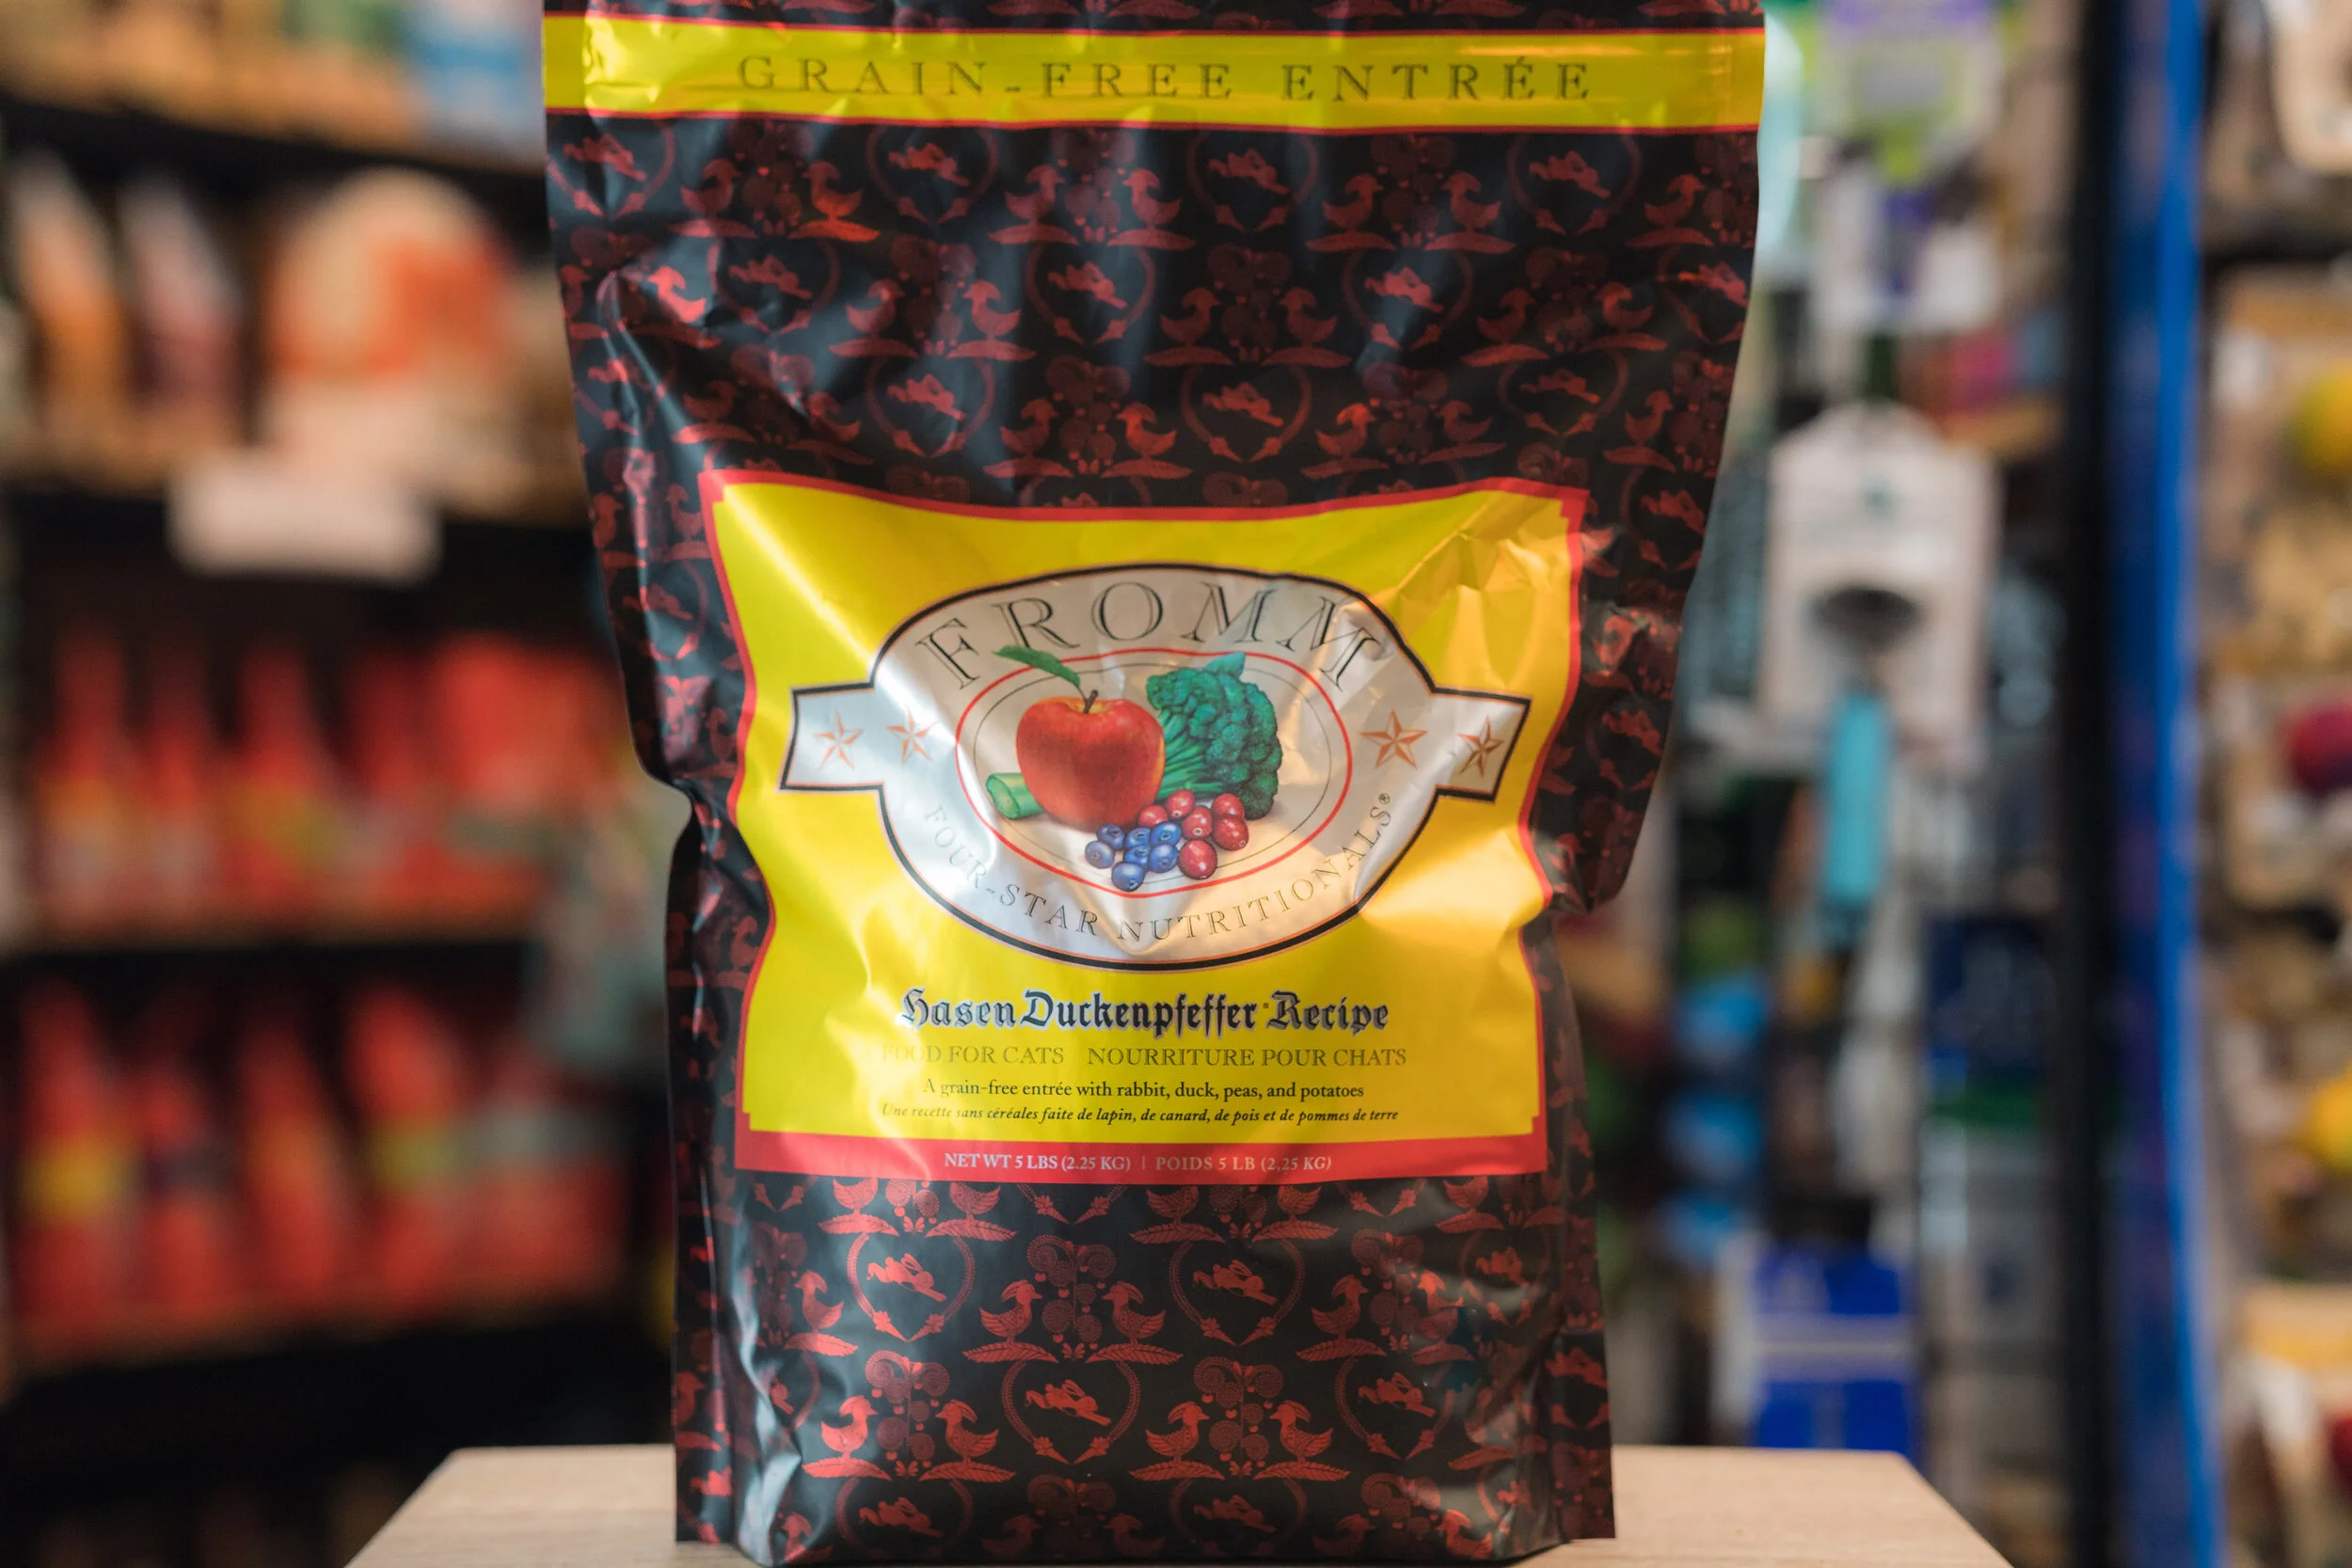 GRAIN-FREE ENTRÉE
FROMM
FOUR-STAR NUTRITIONALS®
Hasen Duckenpfeffer® Recipe
FOOD FOR CATS NOURRITURE POUR CHATS
A grain-free entrée with rabbit, duck, peas, and potatoes
Une recette sans céréales faite de lapin, de canard, de pois et de pommes de terre
NET WT 5 LBS (2.25 KG) | POIDS 5 LB (2,25 KG)